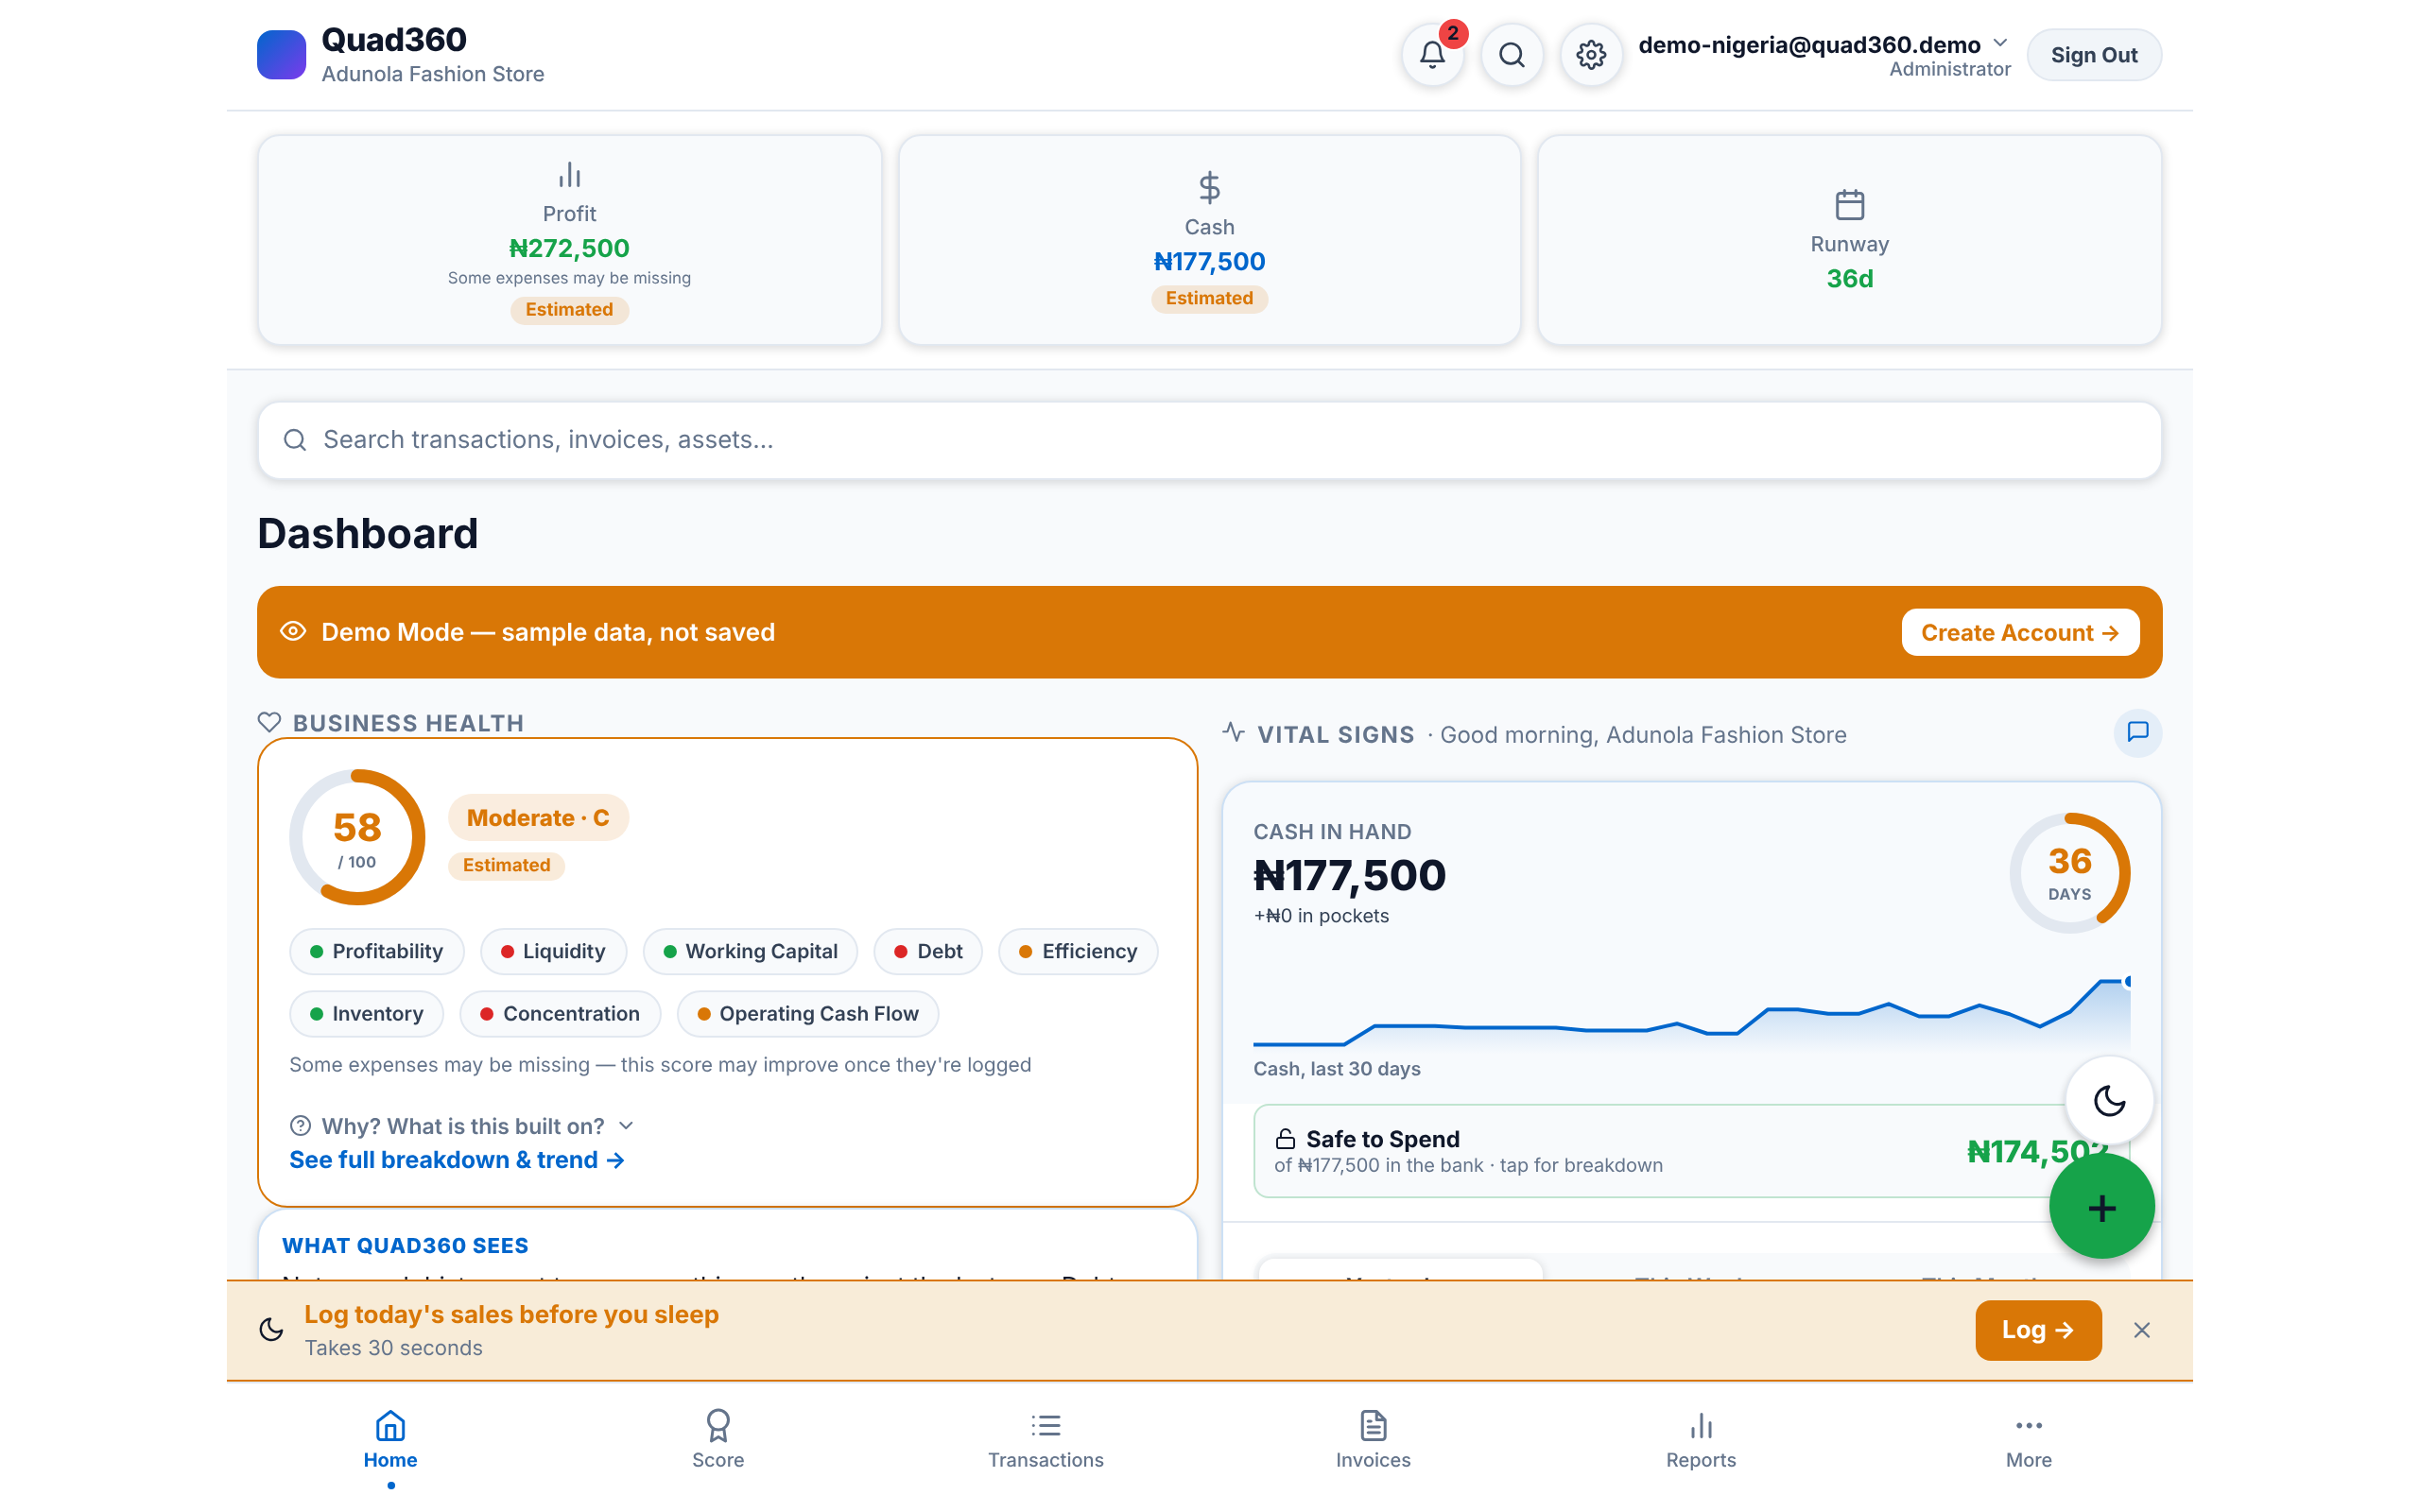 Quad360
Adunola Fashion Store
2
demo-nigeria@quad360.demo
Administrator
Sign Out
Profit
₦272,500
Some expenses may be missing
Estimated
Cash
₦177,500
Estimated
Runway
36d
Search transactions, invoices, assets...
Dashboard
Demo Mode — sample data, not saved
Create Account →
BUSINESS HEALTH
58
/ 100
Moderate · C
Estimated
Profitability
Liquidity
Working Capital
Debt
Efficiency
Inventory
Concentration
Operating Cash Flow
Some expenses may be missing — this score may improve once they're logged
Why? What is this built on?
See full breakdown & trend →
WHAT QUAD360 SEES
VITAL SIGNS · Good morning, Adunola Fashion Store
CASH IN HAND
₦177,500
+₦0 in pockets
36
DAYS
Cash, last 30 days
Safe to Spend
of ₦177,500 in the bank · tap for breakdown
Log today's sales before you sleep
Takes 30 seconds
Log →
Home
Score
Transactions
Invoices
Reports
More